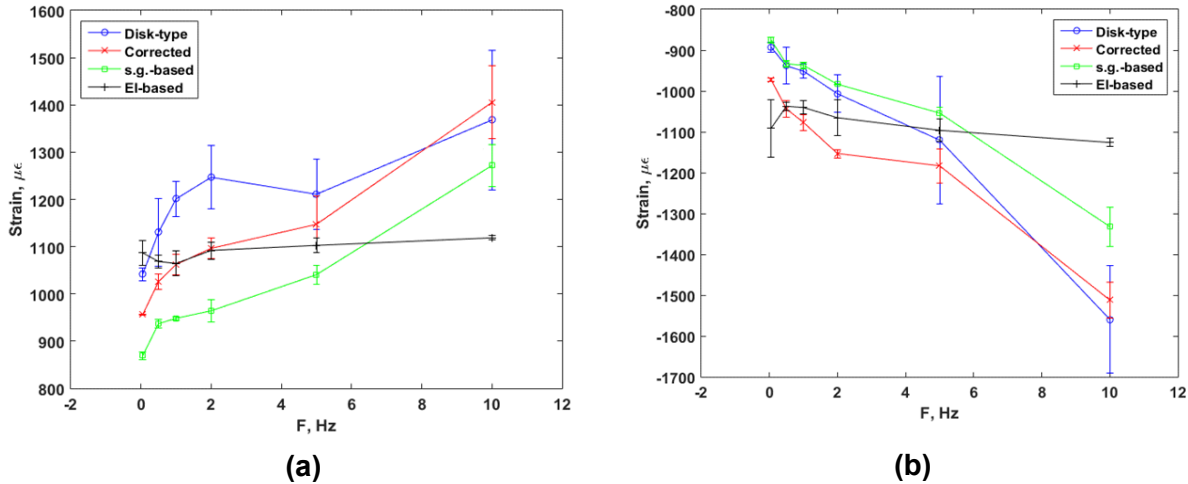 1600
1500
1400
1300
1200
1100
1000
900
800
Strain, με
-2
0
2
4
6
8
10
12
F, Hz
Disk-type
Corrected
s.g.-based
EI-based
(a)
-800
-900
-1000
-1100
-1200
-1300
-1400
-1500
-1600
-1700
Strain, με
-2
0
2
4
6
8
10
12
F, Hz
Disk-type
Corrected
s.g.-based
EI-based
(b)